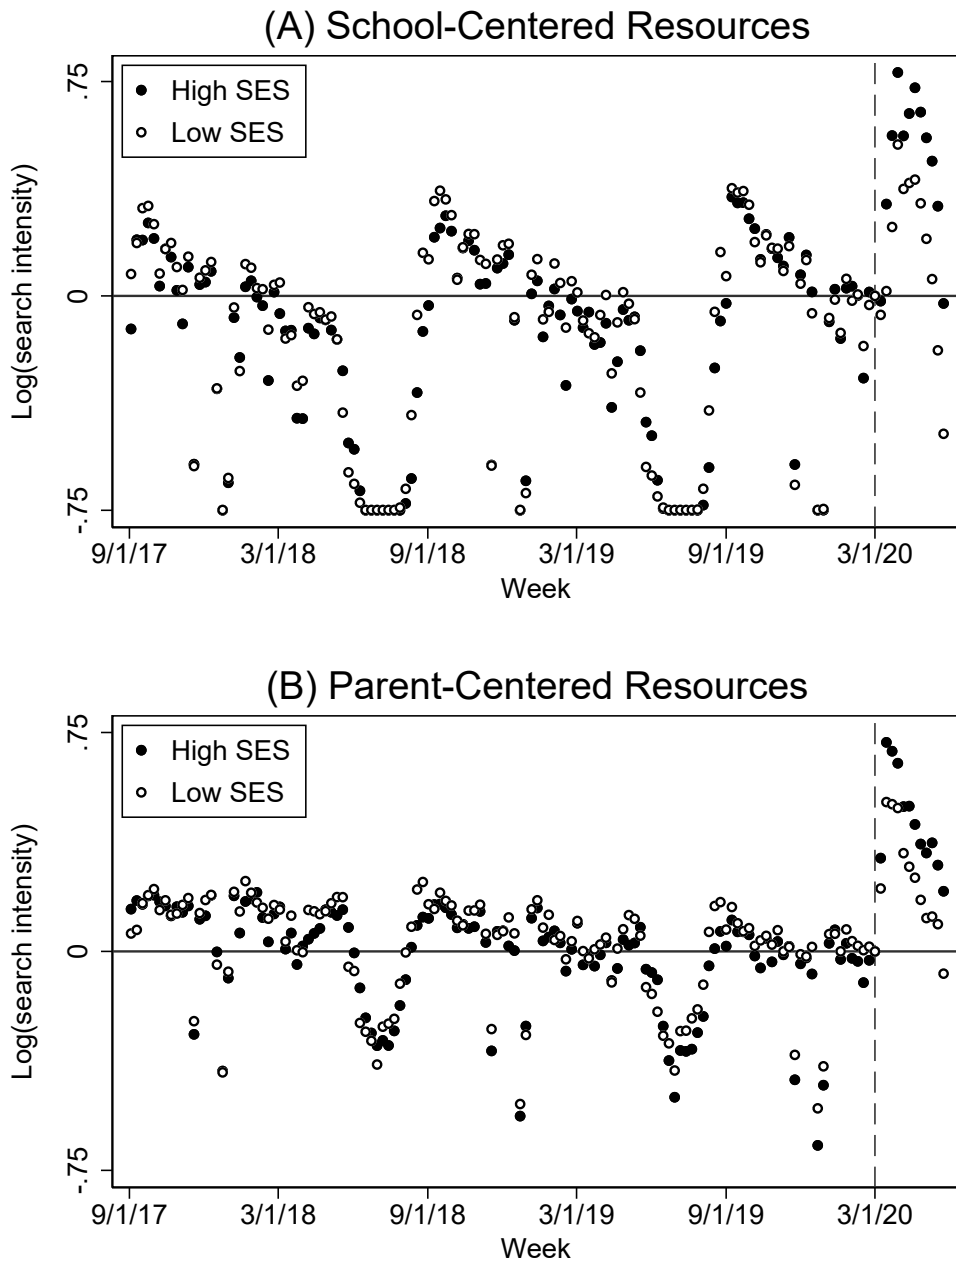 (A) School-Centered Resources
High SES
Low SES
Log(search intensity)
.75
0
-.75
9/1/17 3/1/18 9/1/18 3/1/19 9/1/19 3/1/20
Week
(B) Parent-Centered Resources
High SES
Low SES
Log(search intensity)
.75
0
-.75
9/1/17 3/1/18 9/1/18 3/1/19 9/1/19 3/1/20
Week